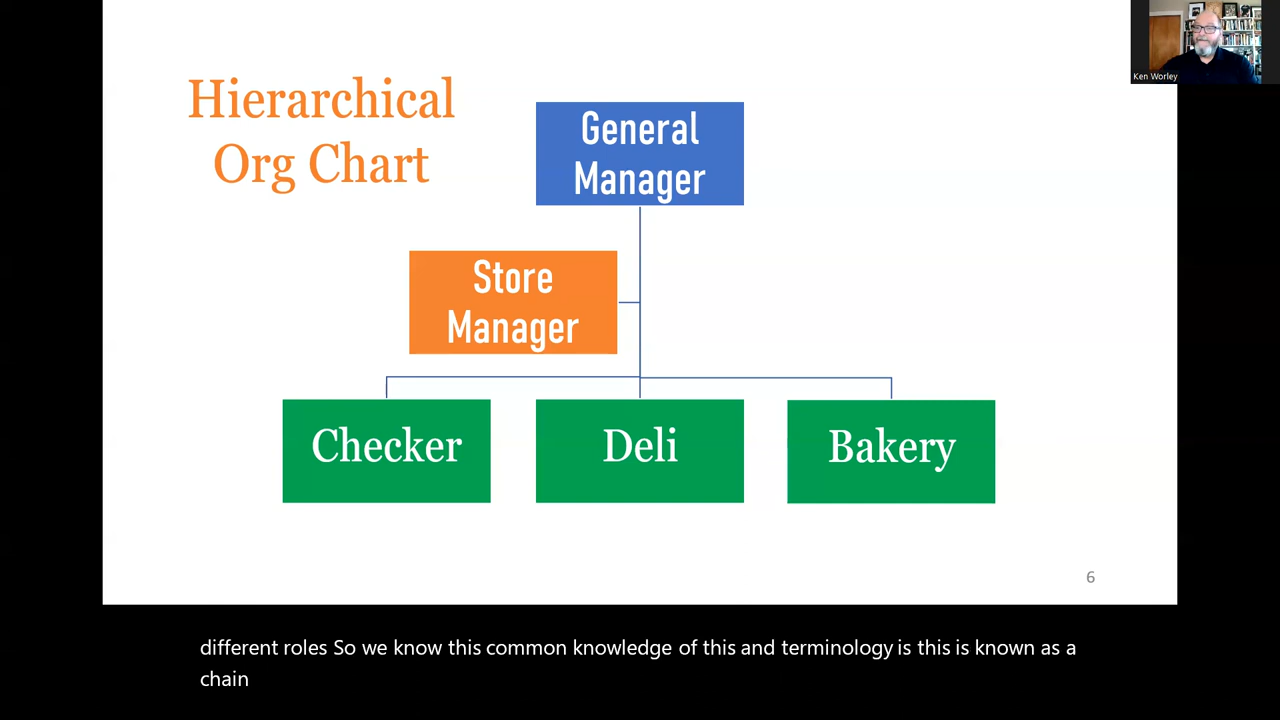 Hierarchical
Org Chart
General
Manager
Store
Manager
Checker
Deli
Bakery
6
Ken Worley
different roles So we know this common knowledge of this and terminology is this is known as a
chain